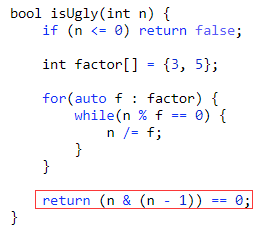 bool isUgly(int n) {
    if (n <= 0) return false;
    int factor[] = {3, 5};
    for(auto f : factor) {
        while(n % f == 0) {
            n /= f;
        }
    }
    return (n & (n - 1)) == 0;
}